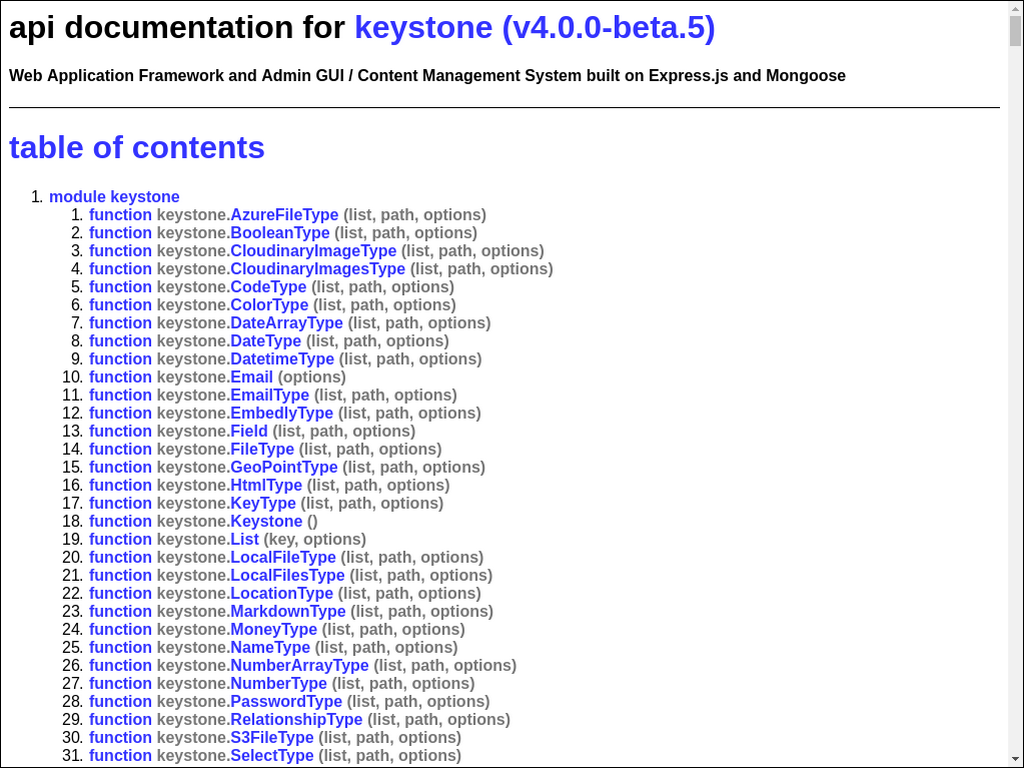 api documentation for keystone (v4.0.0-beta.5)
Web Application Framework and Admin GUI / Content Management System built on Express.js and Mongoose
table of contents
1. module keystone
1. function keystone.AzureFileType (list, path, options)
2. function keystone.BooleanType (list, path, options)
3. function keystone.CloudinaryImageType (list, path, options)
4. function keystone.CloudinaryImagesType (list, path, options)
5. function keystone.CodeType (list, path, options)
6. function keystone.ColorType (list, path, options)
7. function keystone.DateArrayType (list, path, options)
8. function keystone.DateType (list, path, options)
9. function keystone.DatetimeType (list, path, options)
10. function keystone.Email (options)
11. function keystone.EmailType (list, path, options)
12. function keystone.EmbedlyType (list, path, options)
13. function keystone.Field (list, path, options)
14. function keystone.FileType (list, path, options)
15. function keystone.GeoPointType (list, path, options)
16. function keystone.HtmlType (list, path, options)
17. function keystone.KeyType (list, path, options)
18. function keystone.Keystone ()
19. function keystone.List (key, options)
20. function keystone.LocalFileType (list, path, options)
21. function keystone.LocalFilesType (list, path, options)
22. function keystone.LocationType (list, path, options)
23. function keystone.MarkdownType (list, path, options)
24. function keystone.MoneyType (list, path, options)
25. function keystone.NameType (list, path, options)
26. function keystone.NumberArrayType (list, path, options)
27. function keystone.NumberType (list, path, options)
28. function keystone.PasswordType (list, path, options)
29. function keystone.RelationshipType (list, path, options)
30. function keystone.S3FileType (list, path, options)
31. function keystone.SelectType (list, path, options)